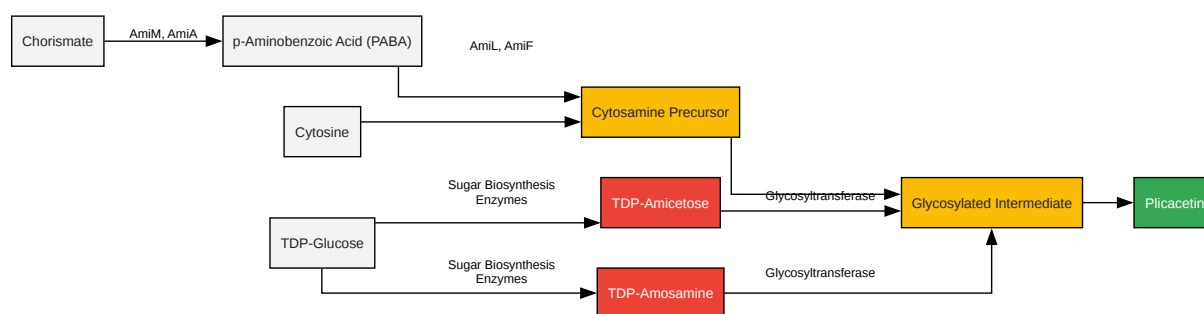 Chorismate
AmiM, AmiA
p-Aminobenzoic Acid (PABA)
AmiL, AmiF
Cytosine
Cytosamine Precursor
Sugar Biosynthesis
Enzymes
TDP-Amicetose
Glycosyltransferase
Glycosylated Intermediate
Plicacetin
TDP-Glucose
Sugar Biosynthesis
Enzymes
TDP-Amosamine
Glycosyltransferase